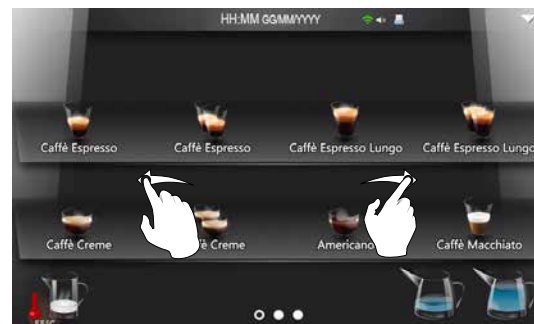 HH:MM GG/MM/YYYY
Caffè Espresso Caffè Espresso Caffè Espresso Lungo Caffè Espresso Lungo
Caffè Creme Creme Americano Caffè Macchiato